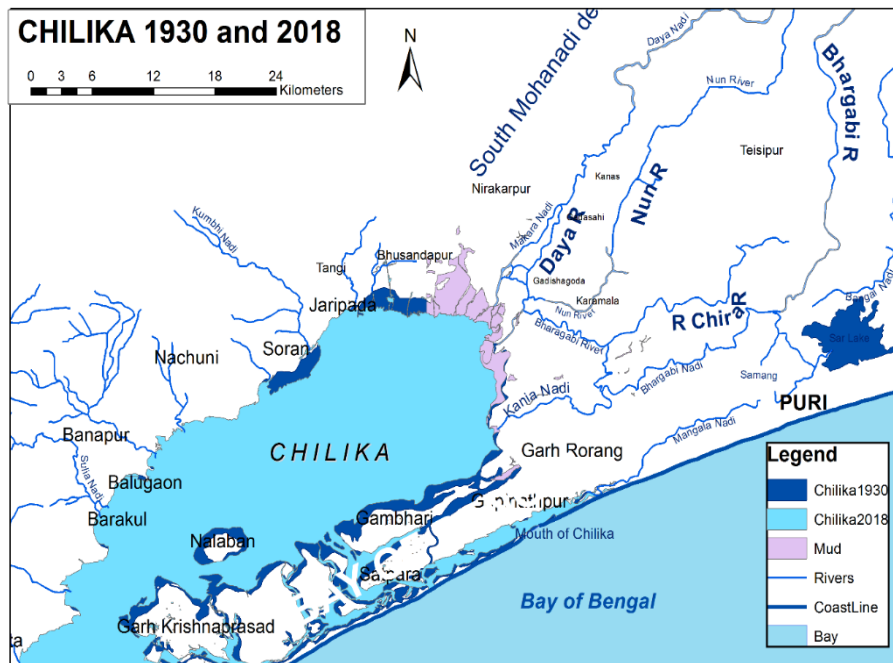 CHILIKA 1930 and 2018
0 3 6 12 18 24
Kilometers
N
South Mohanadi de
Daya Nadi
Nun River
Bhargabi R
Teisipur
Nirakarpur
Kanas
Nun R
Makara Nadi
Daya R
Kumbhi Nadi
Tangi
Bhusandapur
Gadishagoda
Karamala
Nun River
Jaripada
Bharagabi River
R Chira
R
Sar Lake
Soran
Nachuni
Kania Nadi
Bhargabi Nadi
Samang
PURI
Banapur
Sulia Nadi
CHILIKA
Garh Rorang
Mangala Nadi
Balugaon
Barakul
Gambhari
Gopinathpur
Mouth of Chilika
Nalaban
Satpara
Garh Krishnaprasad
Bay of Bengal
ta
Legend
Chilika1930
Chilika2018
Mud
Rivers
CoastLine
Bay